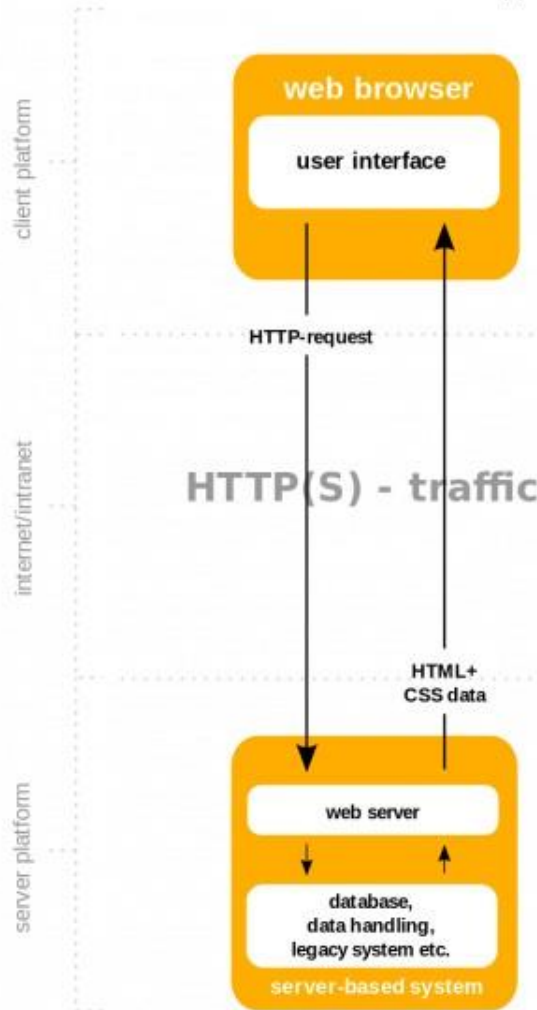 client platform
web browser
user interface
HTTP-request
internet/intranet
HTTP(S) - traffic
HTML+
CSS data
server platform
web server
database,
data handling,
legacy system etc.
server-based system